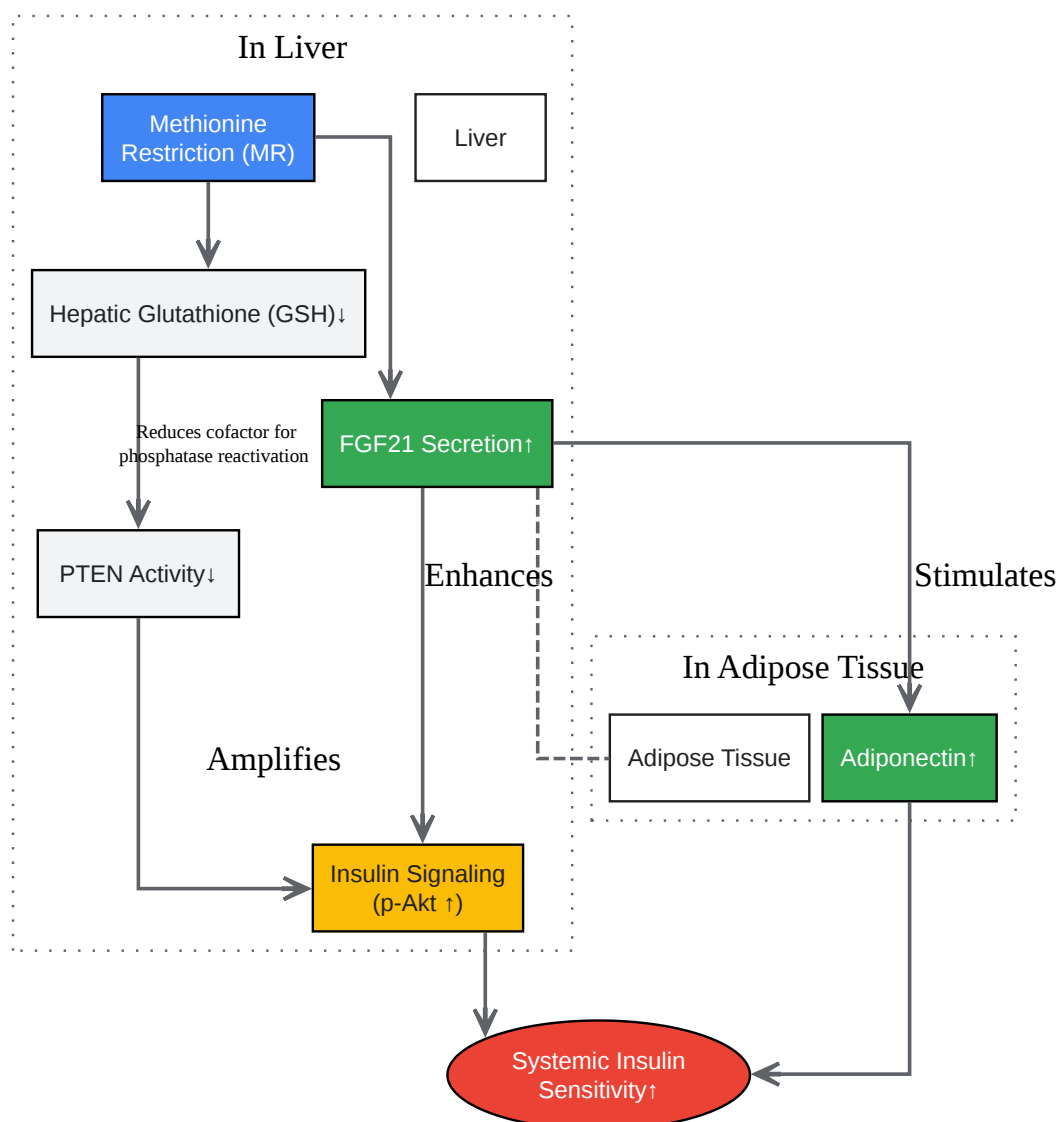 In Liver
Methionine
Restriction (MR)
Liver
Hepatic Glutathione (GSH)↓
Reduces cofactor for
phosphatase reactivation
FGF21 Secretion↑
PTEN Activity↓
Enhances
Stimulates
In Adipose Tissue
Amplifies
Adipose Tissue
Adiponectin↑
Insulin Signaling
(p-Akt ↑)
Systemic Insulin
Sensitivity↑